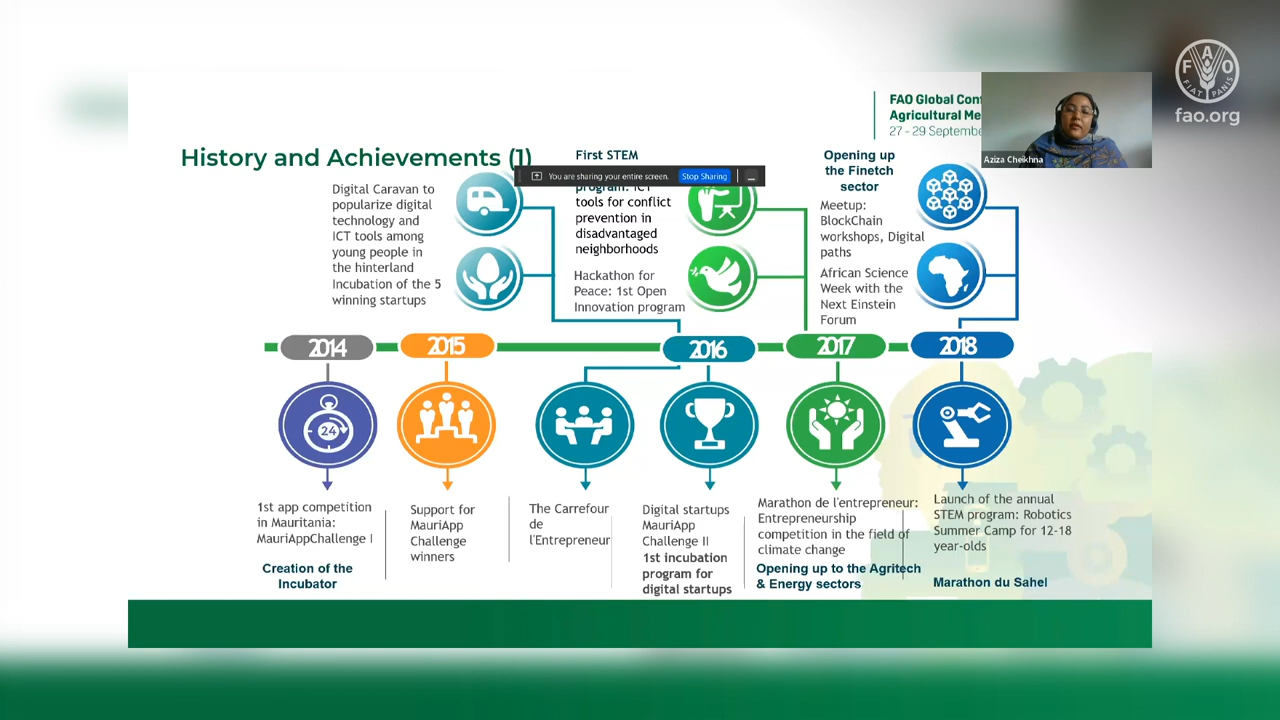 FAO
FIAT PANIS
fao.org
FAO Global Con
Agricultural Me
27 - 29 Septembe
Aziza Cheikhna
History and Achievements (1)
Digital Caravan to
popularize digital
technology and
ICT tools among
young people in
the hinterland
Incubation of the 5
winning startups
First STEM
You are sharing your entire screen.
Stop Sharing
program: ICT
tools for conflict
prevention in
disadvantaged
neighborhoods
Hackathon for
Peace: 1st Open
Innovation program
Opening up
the Finetch
sector
Meetup:
BlockChain
workshops, Digital
paths
African Science
Week with the
Next Einstein
Forum
2014
2015
2016
2017
2018
24
1st app competition
in Mauritania:
MauriAppChallenge I
Creation of the
Incubator
Support for
MauriApp
Challenge
winners
The Carrefour
de
l'Entrepreneur
Digital startups
MauriApp
Challenge II
1st incubation
program for
digital startups
Marathon de l'entrepreneur:
Entrepreneurship
competition in the field of
climate change
Opening up to the Agritech
& Energy sectors
Launch of the annual
STEM program: Robotics
Summer Camp for 12-18
year-olds
Marathon du Sahel